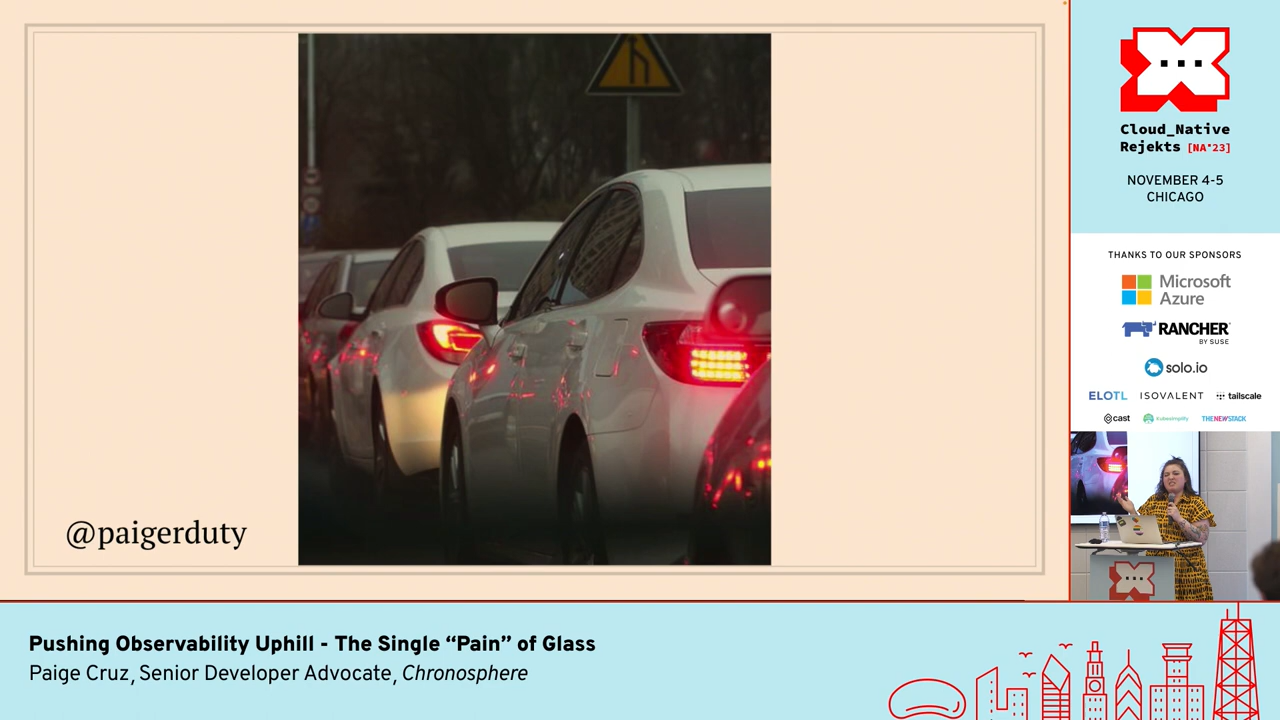 @paigerduty
Cloud_Native
Rejekts [NA'23]
NOVEMBER 4-5
CHICAGO
THANKS TO OUR SPONSORS
Microsoft
Azure
RANCHER
BY SUSE
solo.io
ELOTL ISOVALENT tailscale
cast Kubesimplify THENEWSTACK
Pushing Observability Uphill - The Single “Pain” of Glass
Paige Cruz, Senior Developer Advocate, Chronosphere